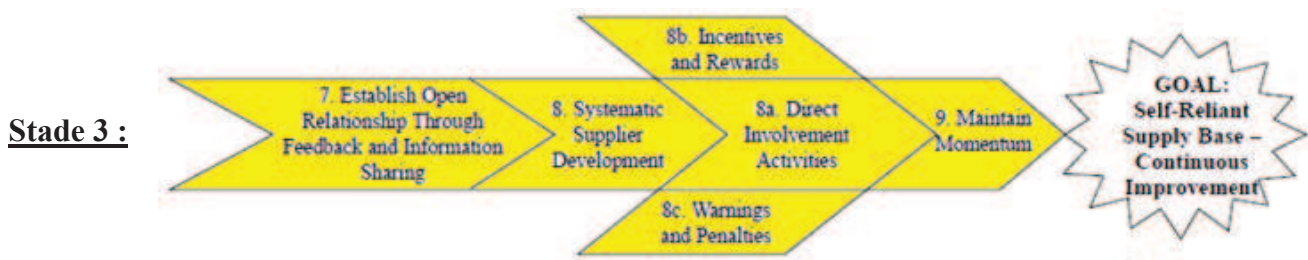 Stade 3 :
7. Establish Open
Relationship Through
Feedback and Information
Sharing
8. Systematic
Supplier
Development
8b. Incentives
and Rewards
8a. Direct
Involvement
Activities
8c. Warnings
and Penalties
9. Maintain
Momentum
GOAL:
Self-Reliant
Supply Base –
Continuous
Improvement